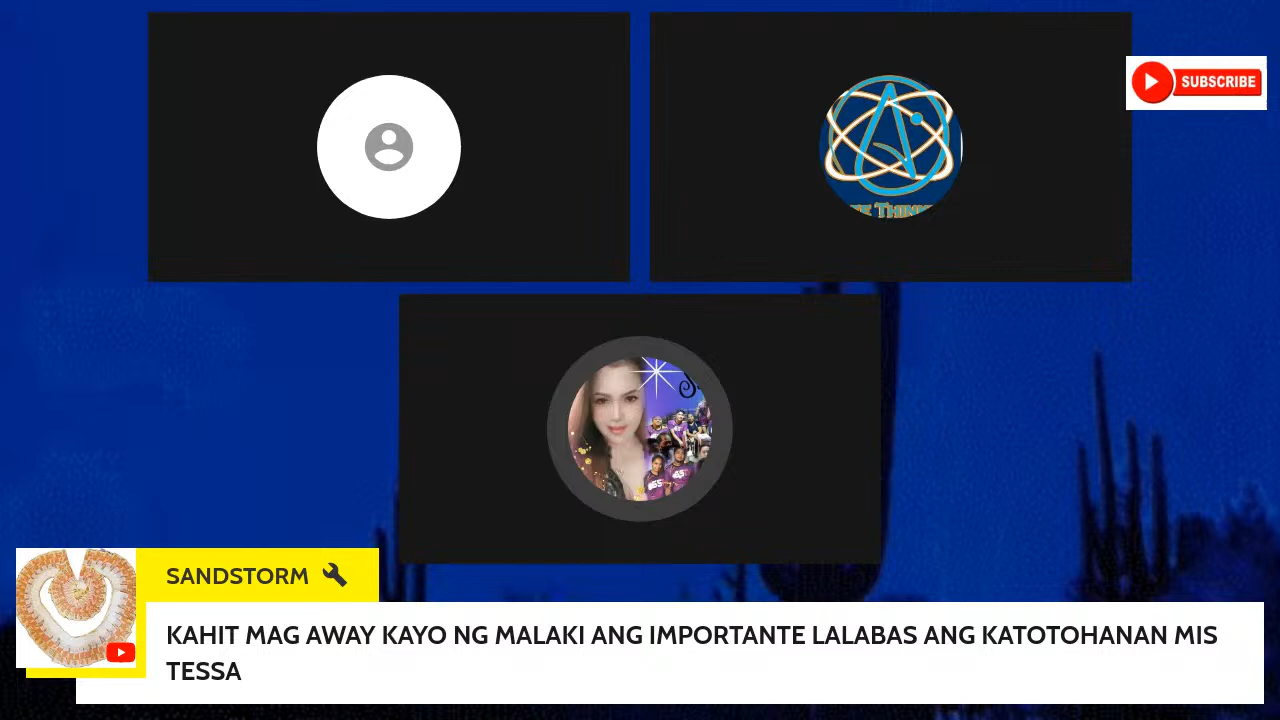 SUBSCRIBE
SANDSTORM
KAHIT MAG AWAY KAYO NG MALAKI ANG IMPORTANTE LALABAS ANG KATOTOHANAN MIS
TESSA